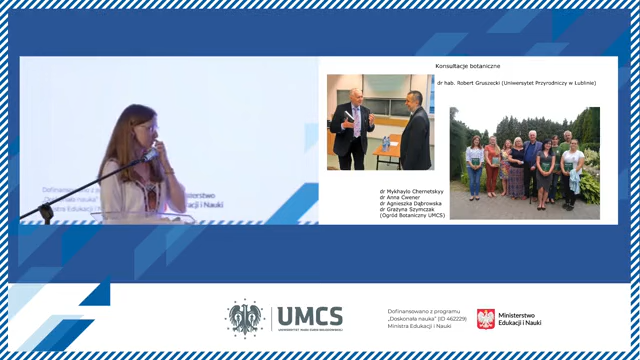 Konsultacje botaniczne
dr hab. Robert Gruszecki (Uniwersytet Przyrodniczy w Lublinie)
dr Mykhaylo Chernetskyy
dr Anna Cwener
dr Agnieszka Dąbrowska
dr Grażyna Szymczak
(Ogród Botaniczny UMCS)
Dofinansowano z
„Doskonała nauka"
Ministra Edukacji i
Ministerstwo
Edukacji i Nauki
UMCS
UNIWERSYTET MARII CURIE-SKŁODOWSKIEJ
Dofinansowano z programu
„Doskonała nauka" (ID 462229)
Ministra Edukacji i Nauki
Ministerstwo
Edukacji i Nauki